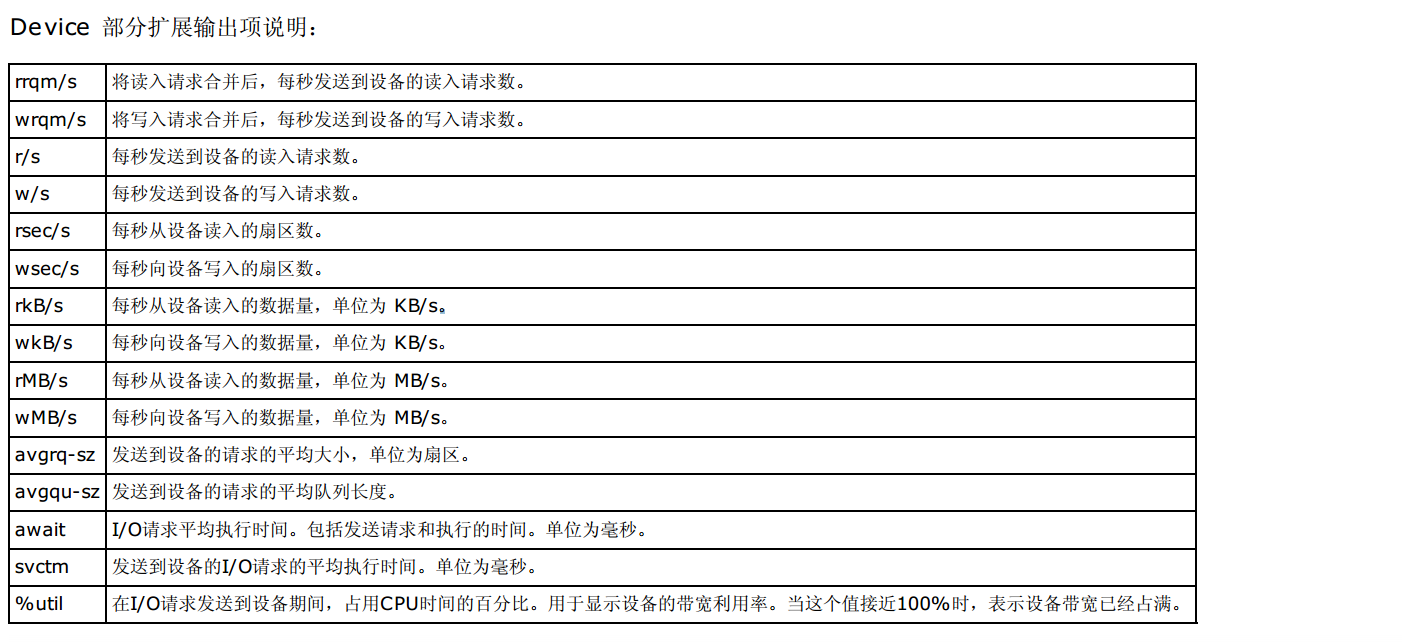 Device 部分扩展输出项说明：
rrqm/s 将读入请求合并后，每秒发送到设备的读入请求数。
wrqm/s 将写入请求合并后，每秒发送到设备的写入请求数。
r/s 每秒发送到设备的读入请求数。
w/s 每秒发送到设备的写入请求数。
rsec/s 每秒从设备读入的扇区数。
wsec/s 每秒向设备写入的扇区数。
rkB/s 每秒从设备读入的数据量，单位为 KB/s。
wkB/s 每秒向设备写入的数据量，单位为 KB/s。
rMB/s 每秒从设备读入的数据量，单位为 MB/s。
wMB/s 每秒向设备写入的数据量，单位为 MB/s。
avgrq-sz 发送到设备的请求的平均大小，单位为扇区。
avgqu-sz 发送到设备的请求的平均队列长度。
await I/O请求平均执行时间。包括发送请求和执行的时间。单位为毫秒。
svctm 发送到设备的I/O请求的平均执行时间。单位为毫秒。
%util 在I/O请求发送到设备期间，占用CPU时间的百分比。用于显示设备的带宽利用率。当这个值接近100%时，表示设备带宽已经占满。